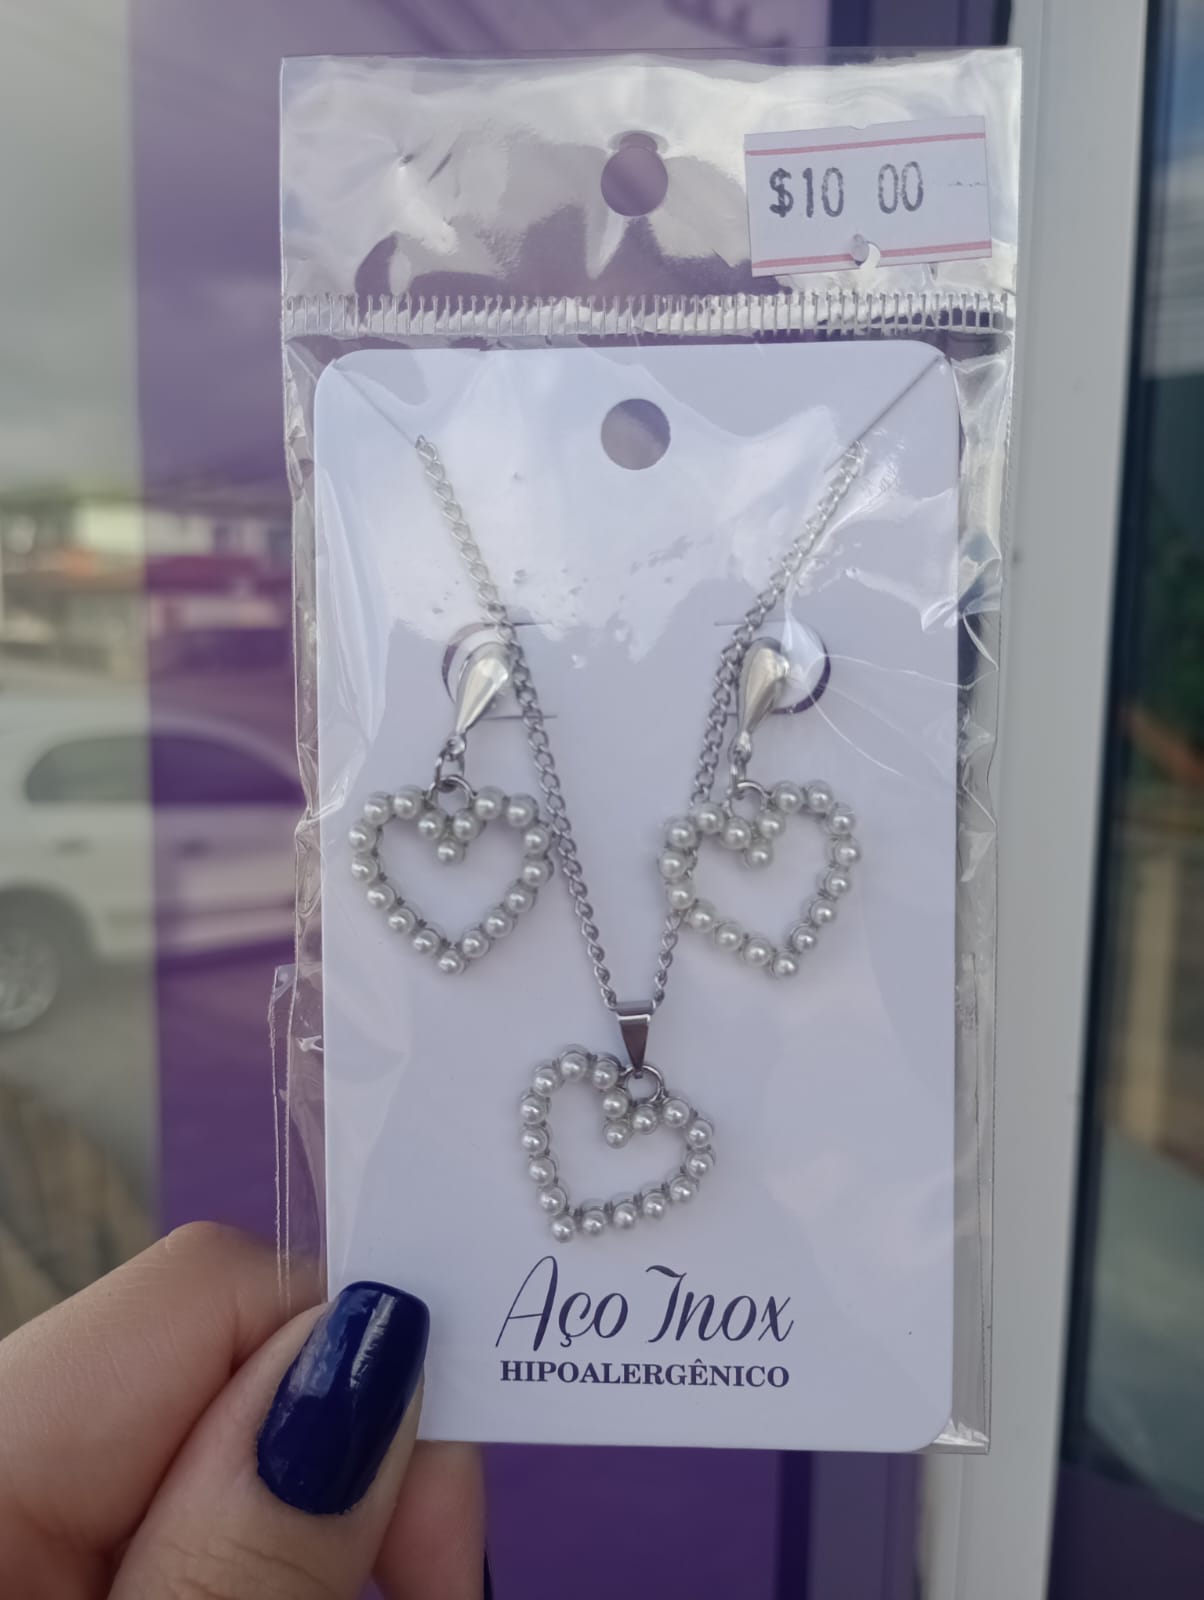 $10 00
Aço Inox
HIPOALERGÊNICO